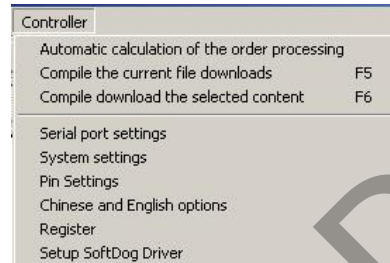 Controller
Automatic calculation of the order processing
Compile the current file downloads F5
Compile download the selected content F6
Serial port settings
System settings
Pin Settings
Chinese and English options
Register
Setup SoftDog Driver